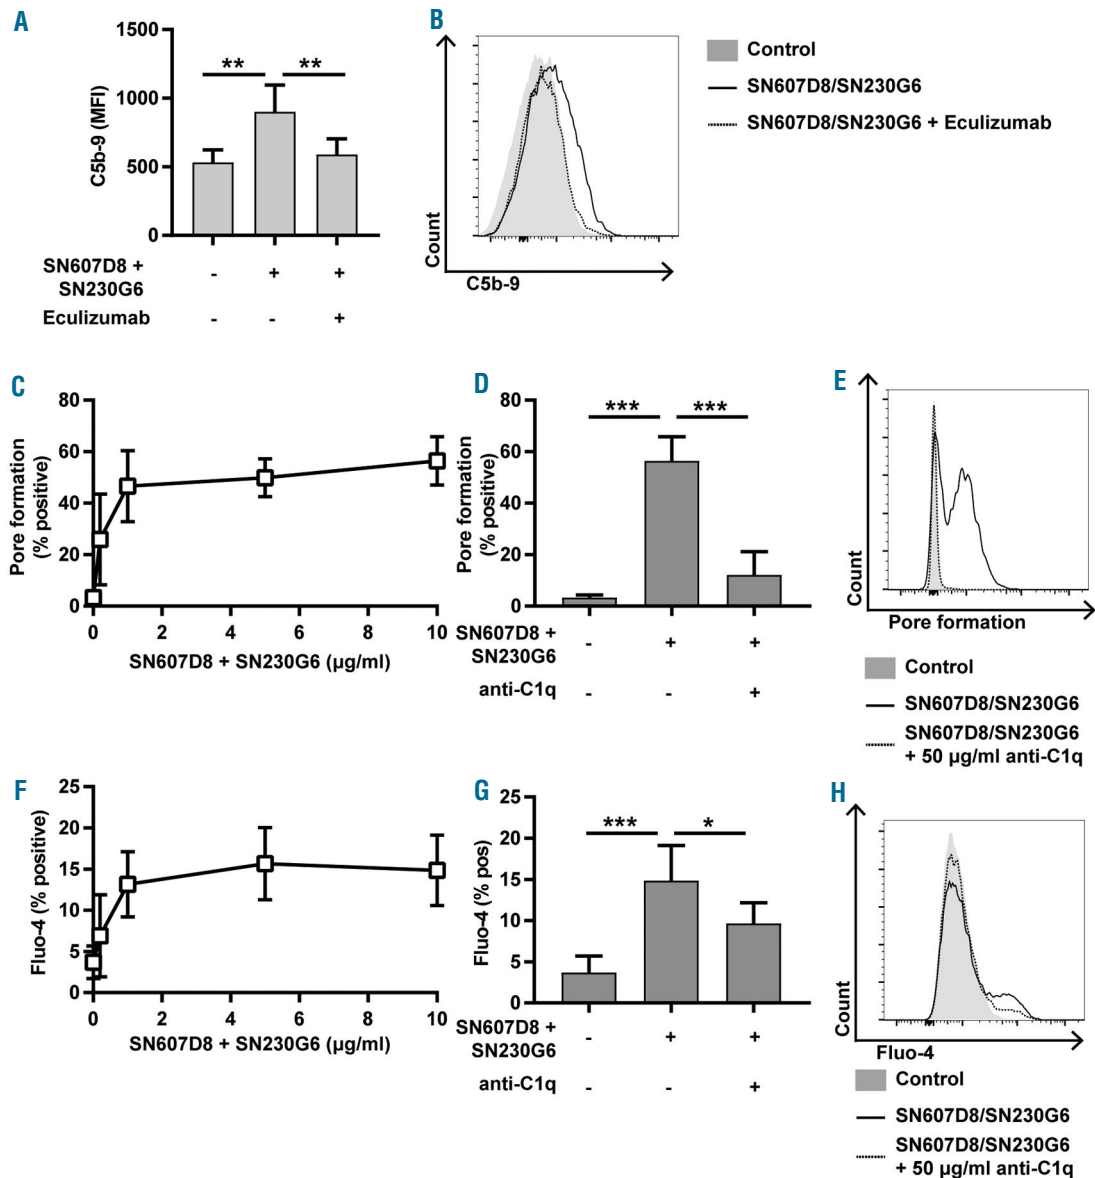 A
1500
1000
500
0
C5b-9 (MFI)
** **
SN607D8 +
SN230G6
- + +
Eculizumab - - +
B
Count
C5b-9
Control
SN607D8/SN230G6
SN607D8/SN230G6 + Eculizumab
C
80
60
40
20
0
Pore formation
(% positive)
0 2 4 6 8 10
SN607D8 + SN230G6 (µg/ml)
D
80
60
40
20
0
Pore formation
(% positive)
*** ***
SN607D8 +
SN230G6
- + +
anti-C1q - - +
E
Count
Pore formation
Control
SN607D8/SN230G6
SN607D8/SN230G6
+ 50 µg/ml anti-C1q
F
25
20
15
10
5
0
Fluo-4 (% positive)
0 2 4 6 8 10
SN607D8 + SN230G6 (µg/ml)
G
25
20
15
10
5
0
Fluo-4 (% pos)
*** *
SN607D8 +
SN230G6
- + +
anti-C1q - - +
H
Count
Fluo-4
Control
SN607D8/SN230G6
SN607D8/SN230G6
+ 50 µg/ml anti-C1q